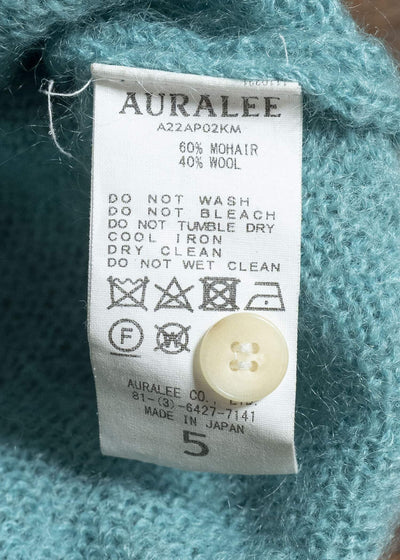 AURALEE
A22AP02KM
60% MOHAIR
40% WOOL
DO NOT WASH
DO NOT BLEACH
DO NOT TUMBLE DRY
COOL IRON
DRY CLEAN
DO NOT WET CLEAN
F W
AURALEE CO., LTD.
81-(3)-6427-7141
MADE IN JAPAN
5